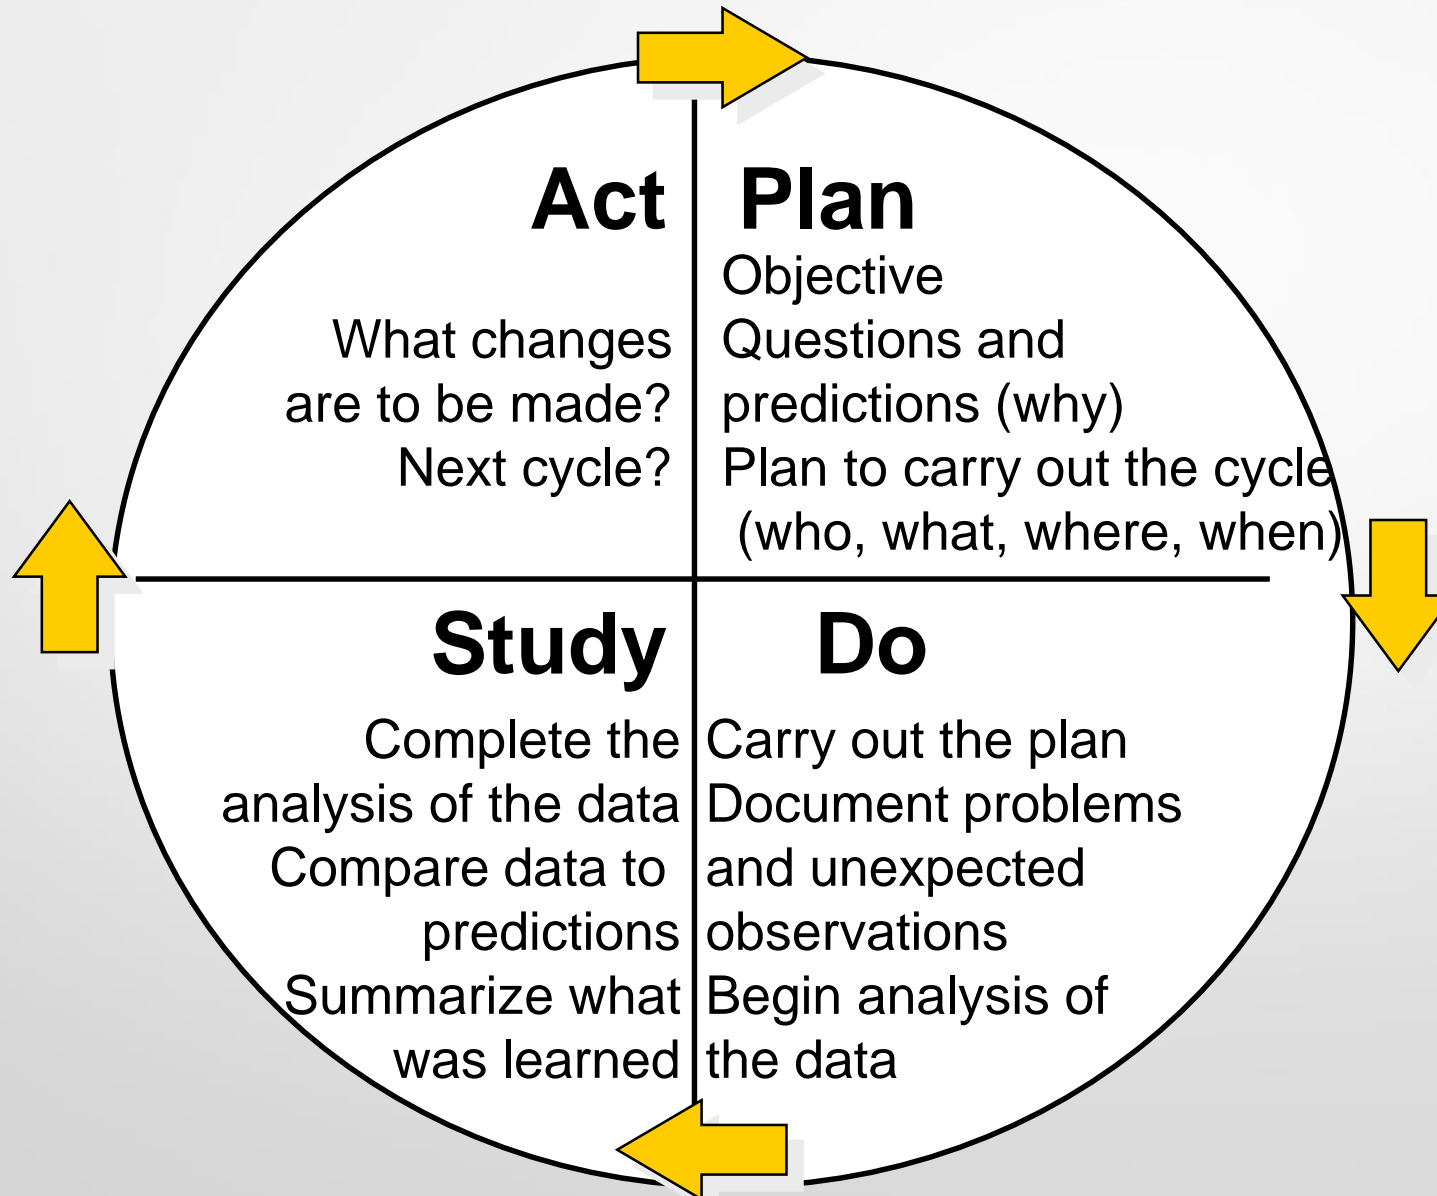 Act
What changes
are to be made?
Next cycle?
Plan
Objective
Questions and
predictions (why)
Plan to carry out the cycle
(who, what, where, when)
Study
Complete the
analysis of the data
Compare data to
predictions
Summarize what
was learned
Do
Carry out the plan
Document problems
and unexpected
observations
Begin analysis of
the data